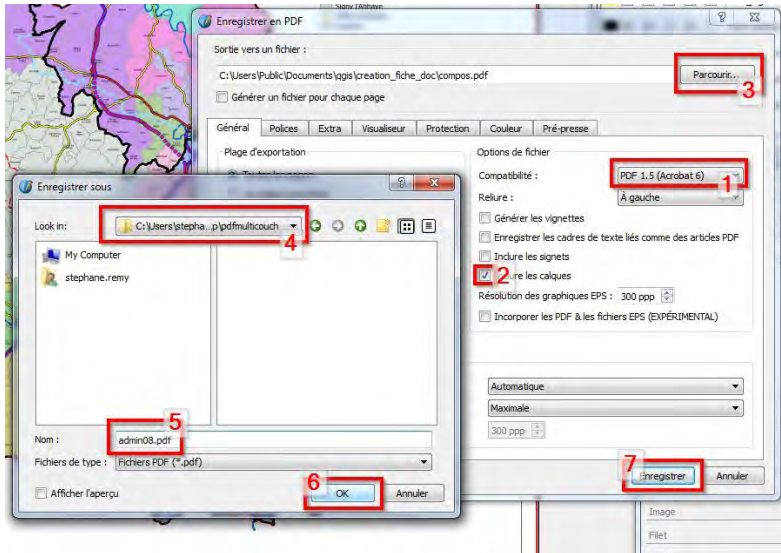 Signy l'Abbaye
Enregistrer en PDF
Sortie vers un fichier :
C:\Users\Public\Documents\qgis\creation_fiche_doc\compos.pdf
Parcourir...
3
Générer un fichier pour chaque page
Général Polices Extra Visualiseur Protection Couleur Pré-presse
Plage d'exportation
Options de fichier
Compatibilité : PDF 1.5 (Acrobat 6)
1
Reliure : À gauche
Générer les vignettes
Enregistrer les cadres de texte liés comme des articles PDF
Indure les signets
2
les calques
Résolution des graphiques EPS : 300 ppp
Incorporer les PDF & les fichiers EPS (EXPÉRIMENTAL)
Automatique
Maximale
300 ppp
7
Enregistrer Annuler
Image
Filet
Enregistrer sous
Look in: C:\Users\stepha...p\pdfmulticouch
4
My Computer
stephane.remy
5
Nom : admin08.pdf
Fichiers de type : Fichiers PDF (*.pdf)
Afficher l'aperçu
6
OK Annuler